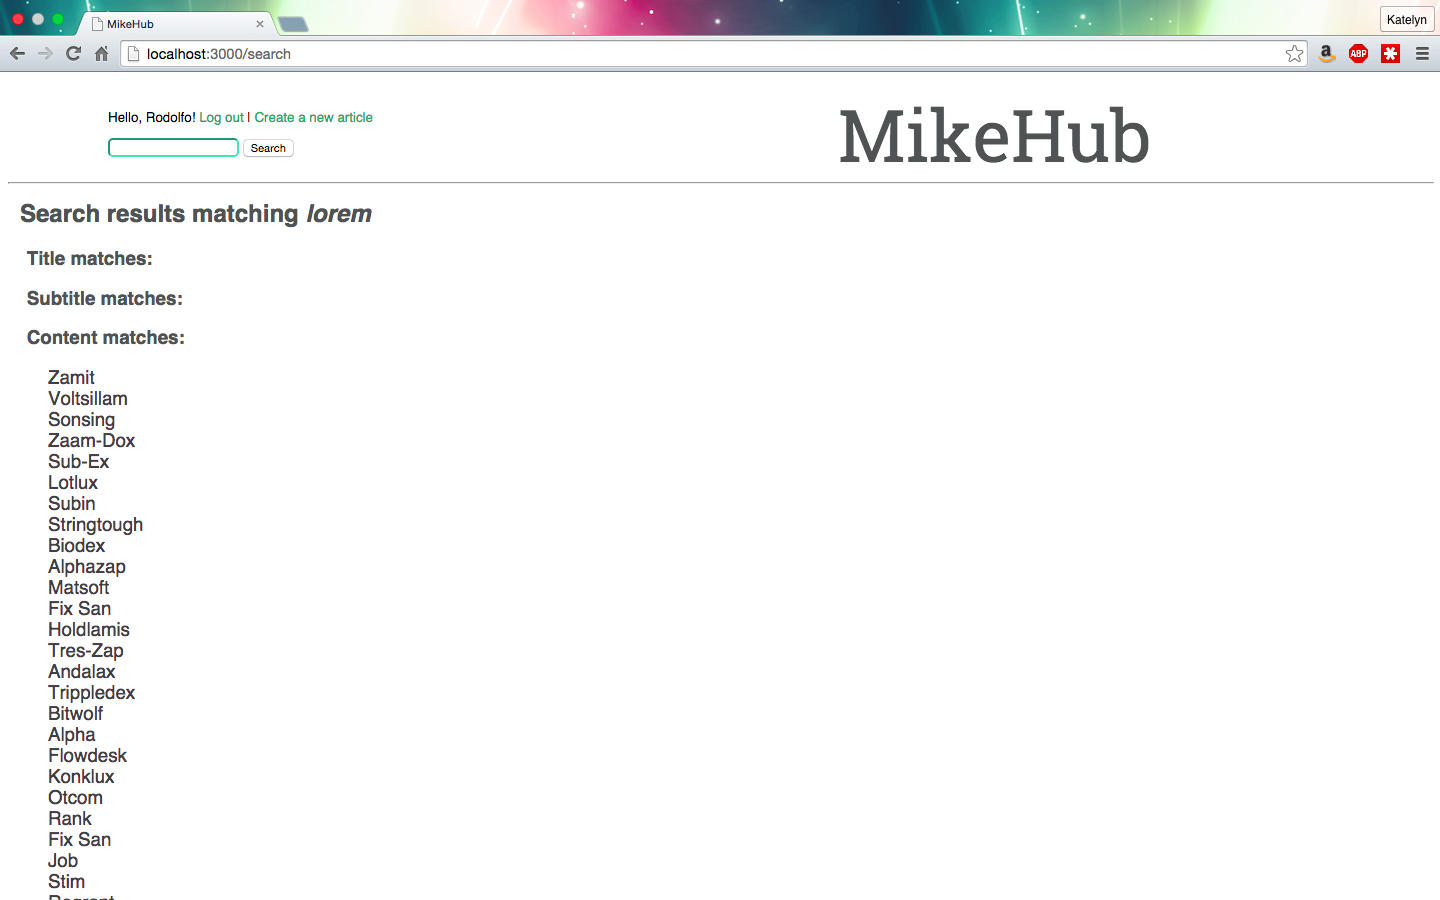 MikeHub
Katelyn
localhost:3000/search
a
ABP
Hello, Rodolfo! Log out | Create a new article
Search
MikeHub
Search results matching lorem
Title matches:
Subtitle matches:
Content matches:
Zamit
Voltsillam
Sonsing
Zaam-Dox
Sub-Ex
Lotlux
Subin
Stringtough
Biodex
Alphazap
Matsoft
Fix San
Holdlamis
Tres-Zap
Andalax
Trippledex
Bitwolf
Alpha
Flowdesk
Konklux
Otcom
Rank
Fix San
Job
Stim